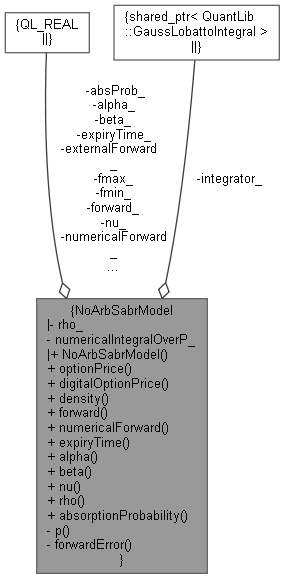 {QL_REAL
||}
{shared_ptr< QuantLib
::GaussLobattoIntegral >
||}
-absProb_
-alpha_
-beta_
-expiryTime_
-externalForward
_
-fmax_
-fmin_
-forward_
-nu_
-numericalForward
_
...
-integrator_
{NoArbSabrModel
|- rho_
- numericalIntegralOverP_
|+ NoArbSabrModel()
+ optionPrice()
+ digitalOptionPrice()
+ density()
+ forward()
+ numericalForward()
+ expiryTime()
+ alpha()
+ beta()
+ nu()
+ rho()
+ absorptionProbability()
- p()
- forwardError()
}